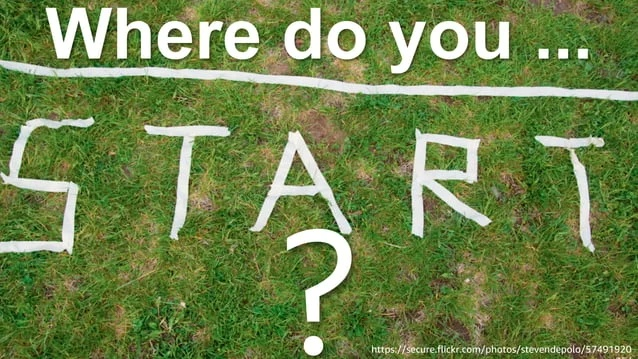 Where do you ...
START
?
https://secure.flickr.com/photos/stevendepolo/57491920